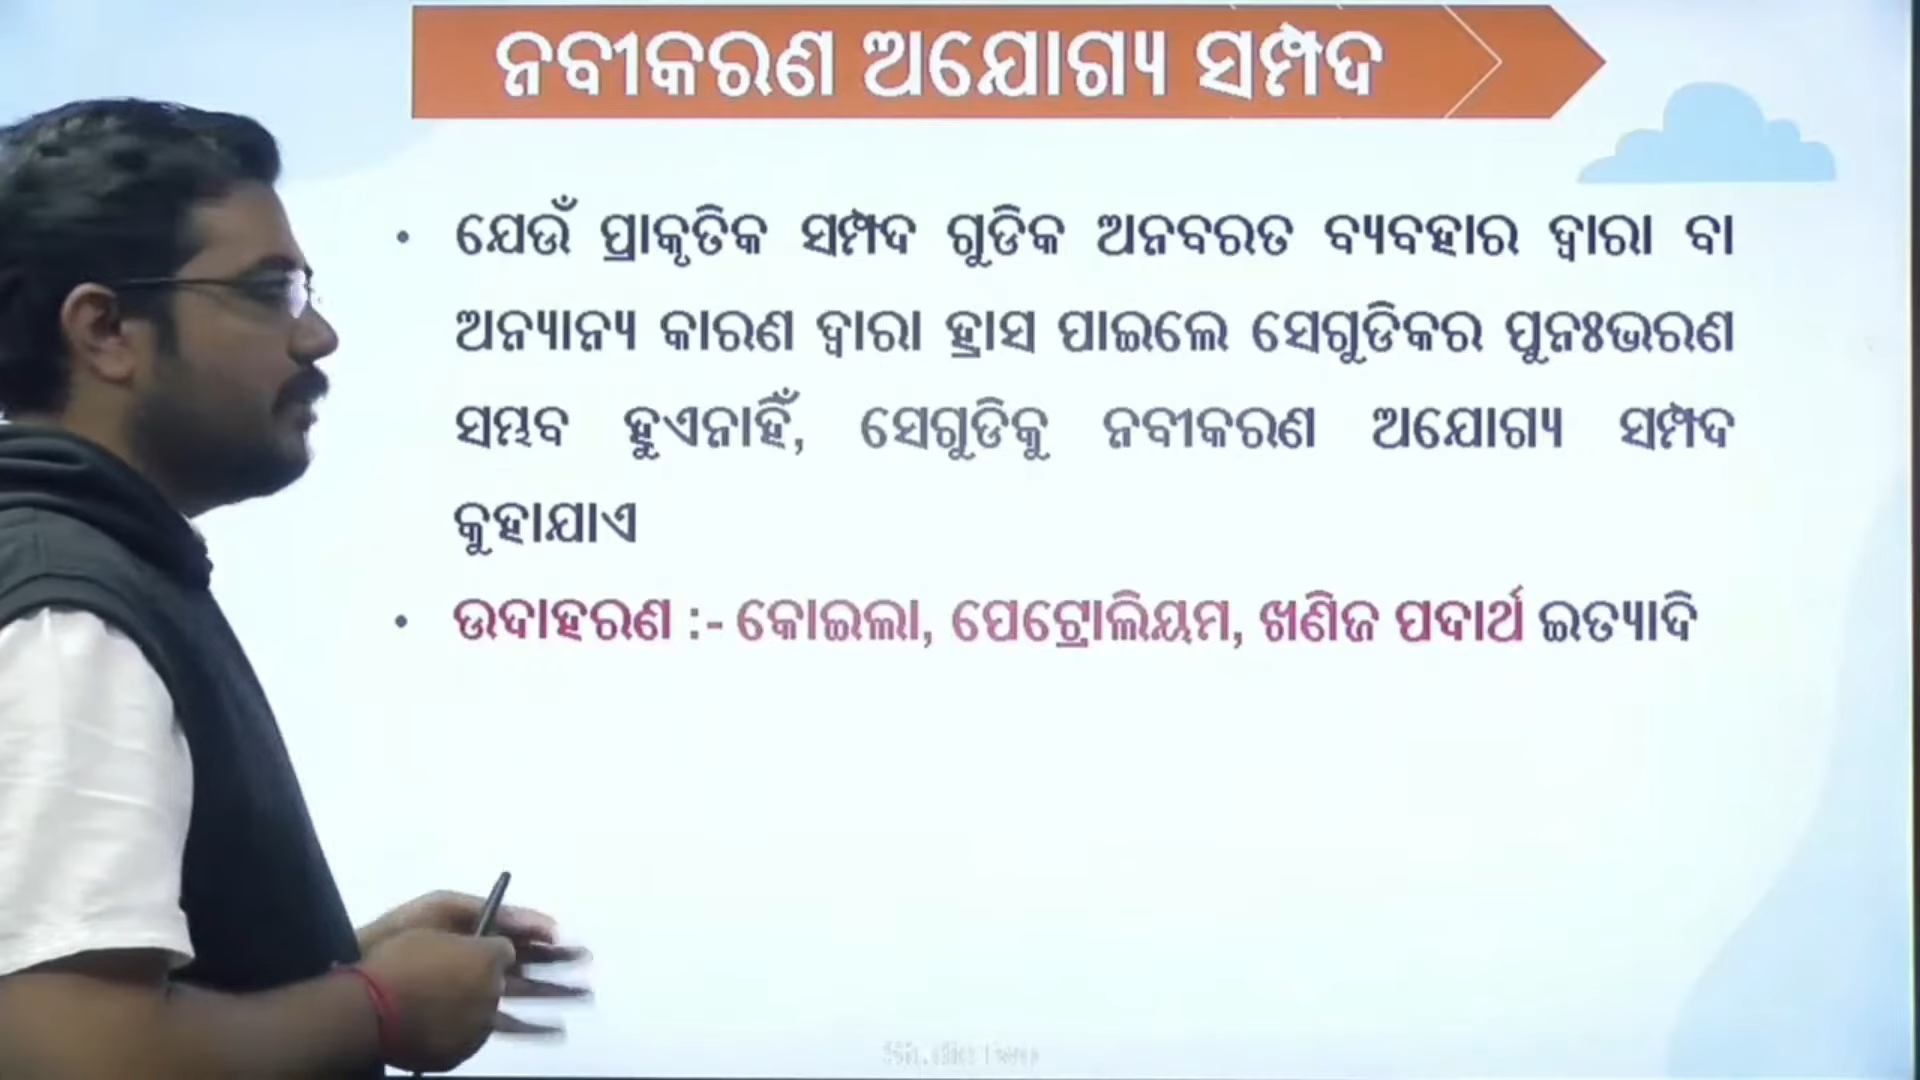 ନବୀକରଣ ଅଯୋଗ୍ୟ ସମ୍ପଦ
• ଯେଉଁ ପ୍ରାକୃତିକ ସମ୍ପଦ ଗୁଡିକ ଅନବରତ ବ୍ୟବହାର ଦ୍ୱାରା ବା
ଅନ୍ୟାନ୍ୟ କାରଣ ଦ୍ୱାରା ହ୍ରାସ ପାଇଲେ ସେଗୁଡିକର ପୁନଃଭରଣ
ସମ୍ଭବ ହୁଏନାହିଁ, ସେଗୁଡିକୁ ନବୀକରଣ ଅଯୋଗ୍ୟ ସମ୍ପଦ
କୁହାଯାଏ
• ଉଦାହରଣ :- କୋଇଲା, ପେଟ୍ରୋଲିୟମ, ଖଣିଜ ପଦାର୍ଥ ଇତ୍ୟାଦି